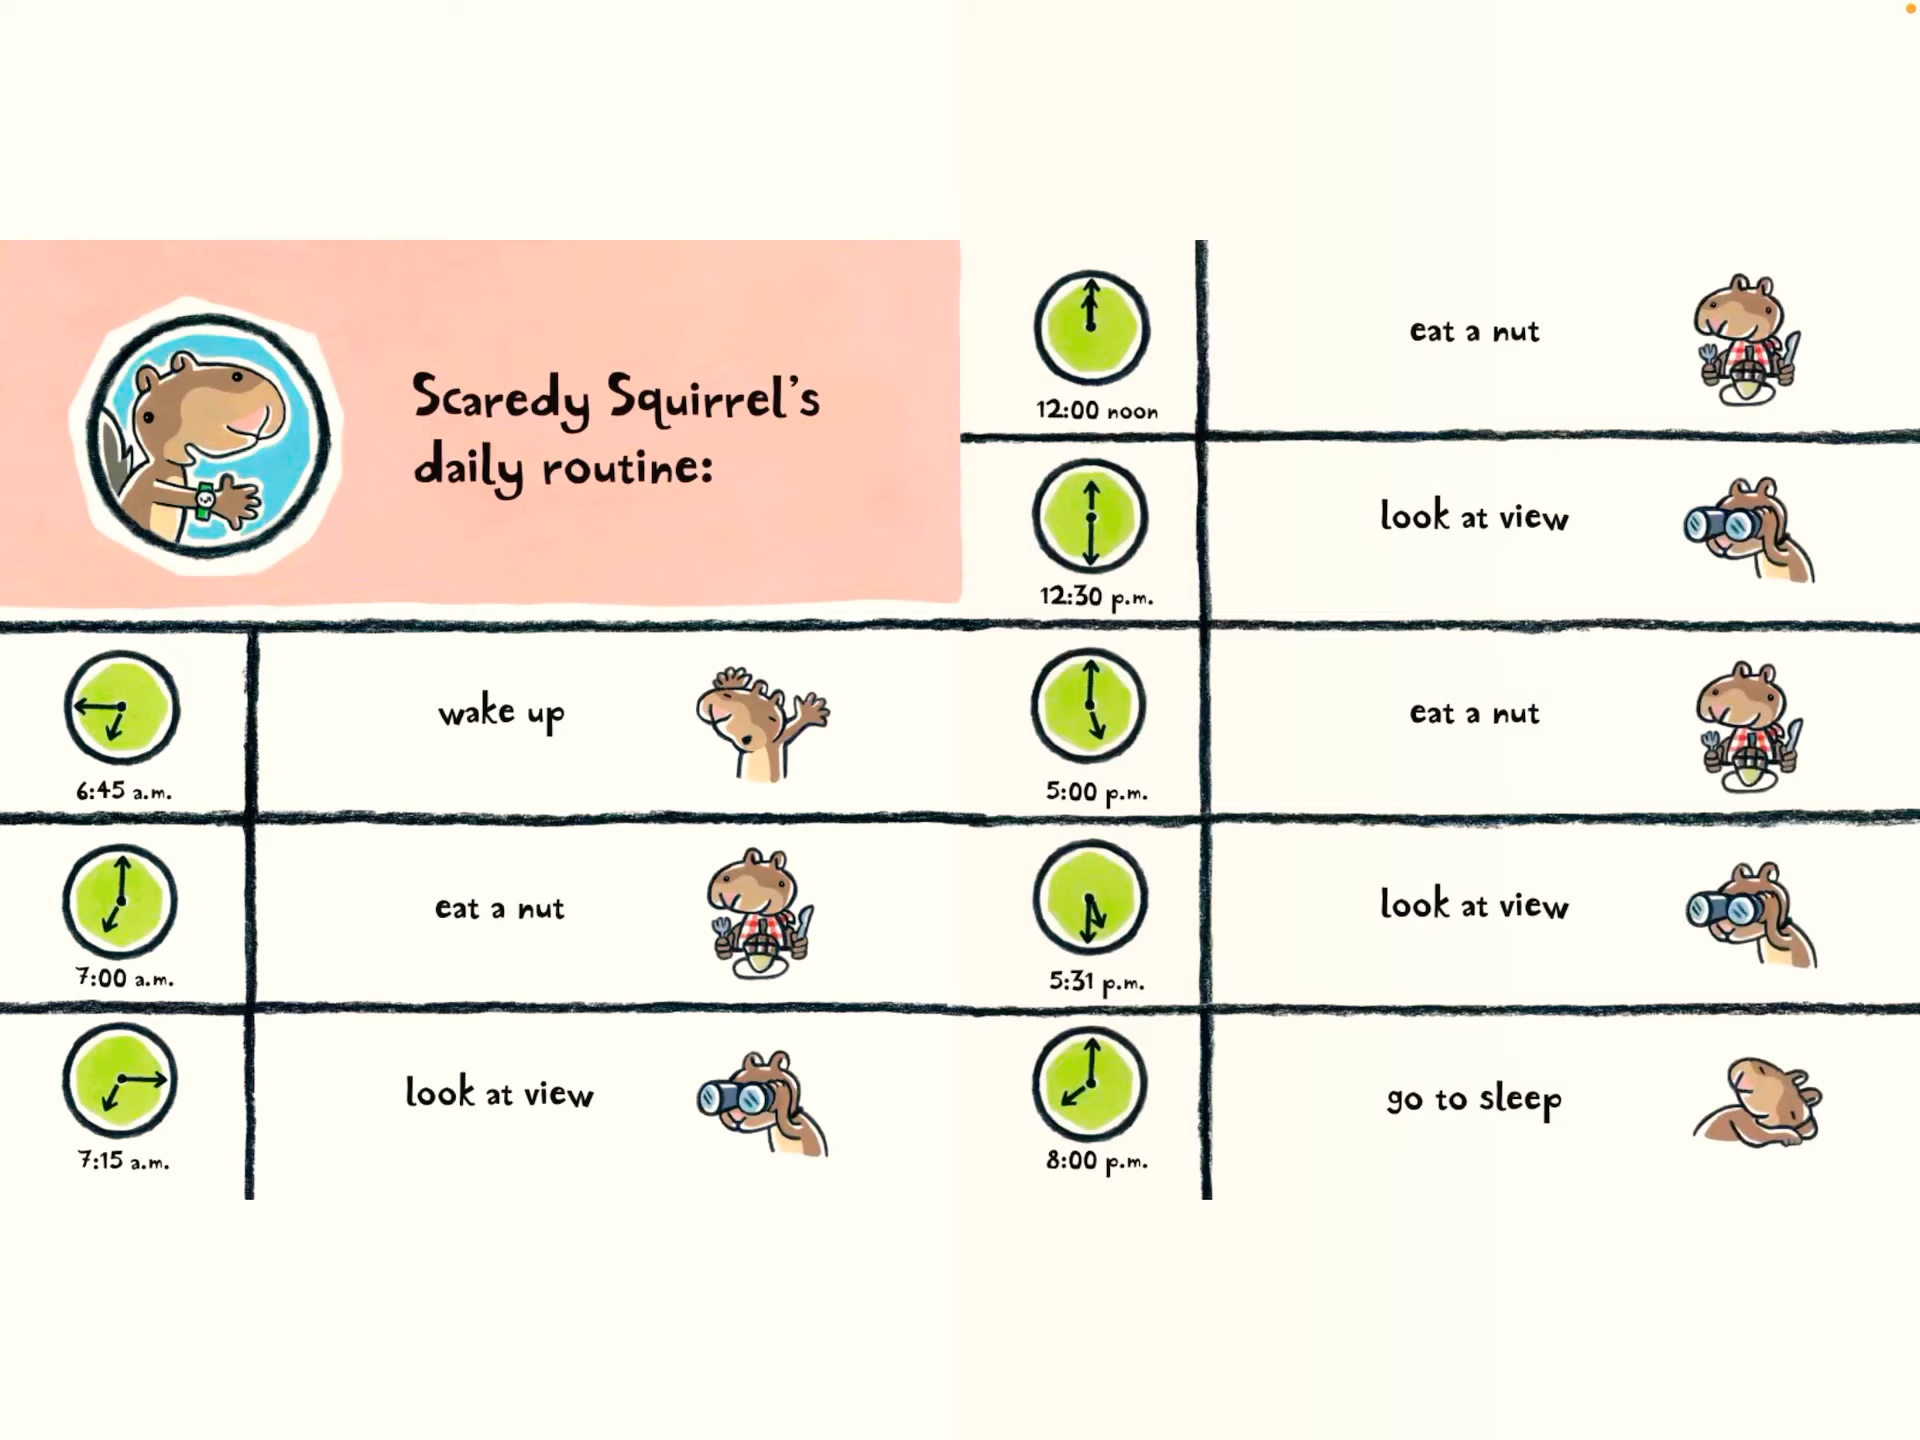 Scaredy Squirrel's
daily routine:
6:45 a.m.
wake up
7:00 a.m.
eat a nut
7:15 a.m.
look at view
12:00 noon
eat a nut
12:30 p.m.
look at view
5:00 p.m.
eat a nut
5:31 p.m.
look at view
8:00 p.m.
go to sleep